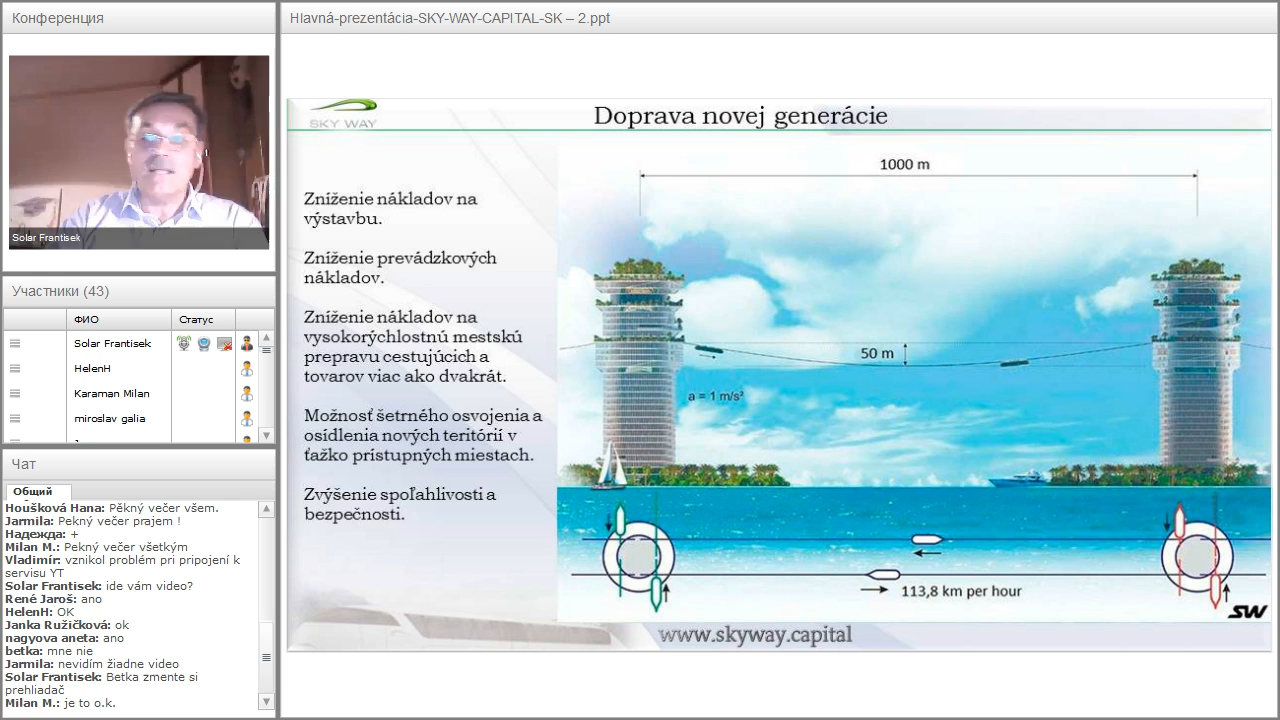 Конференция
Solar Frantisek
Участники (43)
ФИО
Статус
Solar Frantisek
HelenH
Karaman Milan
miroslav galia
Чат
Общий
Houšková Hana: Pěkný večer všem.
Jarmila: Pekný večer prajem !
Надежда: +
Milan M.: Pekný večer všetkým
Vladimír: vznikol problém pri pripojení k
servisu YT
Solar Frantisek: ide vám video?
René Jaroš: ano
HelenH: OK
Janka Ružičková: ok
nagyova aneta: ano
betka: mne nie
Jarmila: nevidím žiadne video
Solar Frantisek: Betka zmente si
prehliadač
Milan M.: je to o.k.
Hlavná-prezentácia-SKY-WAY-CAPITAL-SK – 2.ppt
SKY WAY
Doprava novej generácie
Zníženie nákladov na
výstavbu.
Zníženie prevádzkových
nákladov.
Zníženie nákladov na
vysokorýchlostnú mestskú
prepravu cestujúcich a
tovarov viac ako dvakrát.
Možnosť šetrného osvojenia a
osídlenia nových teritórií v
ťažko prístupných miestach.
Zvýšenie spoľahlivosti a
bezpečnosti.
1000 m
50 m
a = 1 m/s²
113,8 km per hour
SW
www.skyway.capital